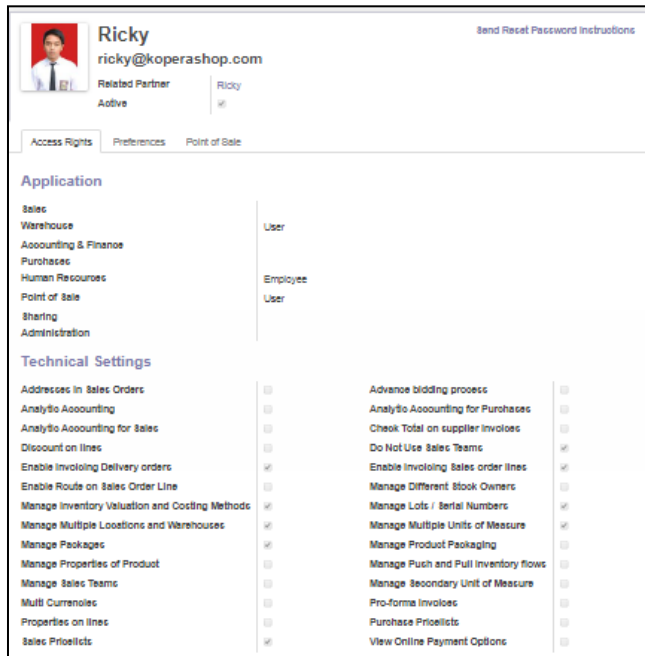 Ricky
Send Reset Password Instructions
ricky@koperashop.com
Related Partner Ricky
Active
Access Rights Preferences Point of Sale
Application
Sales
Warehouse User
Accounting & Finance
Purchases
Human Resources Employee
Point of Sale User
Sharing
Administration
Technical Settings
Addresses in Sales Orders Advance bidding process
Analytic Accounting Analytic Accounting for Purchases
Analytic Accounting for Sales Check Total on supplier invoices
Discount on lines Do Not Use Sales Teams
Enable Invoicing Delivery orders Enable Invoicing Sales order lines
Enable Route on Sales Order Line Manage Different Stock Owners
Manage Inventory Valuation and Costing Methods Manage Lots / Serial Numbers
Manage Multiple Locations and Warehouses Manage Multiple Units of Measure
Manage Packages Manage Product Packaging
Manage Properties of Product Manage Push and Pull inventory flows
Manage Sales Teams Manage Secondary Unit of Measure
Multi Currencies Pro-forma Invoices
Properties on lines Purchase Pricelists
Sales Pricelists View Online Payment Options